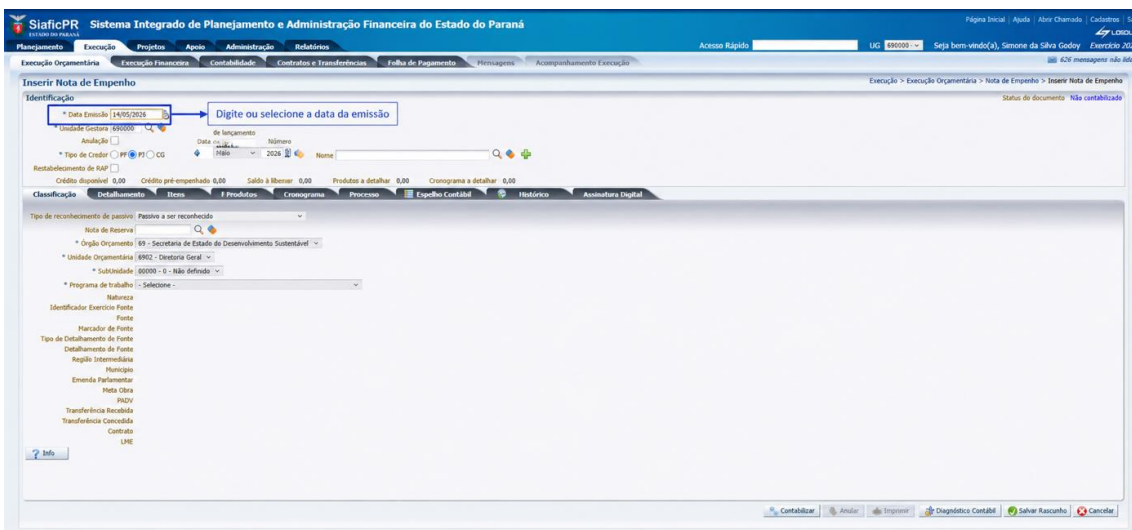 SiaficPR Sistema Integrado de Planejamento e Administração Financeira do Estado do Paraná
ESTADO DO PARANÁ
Página Inicial | Ajuda | Abrir Chamado | Cadastros
Planejamento Execução Projetos Apoio Administração Relatórios Acesso Rápido UG 690000 Seja bem-vindo(a), Simone da Silva Godoy Exercício 202
Execução Orçamentária Execução Financeira Contabilidade Contratos e Transferências Folha de Pagamento Mensagens Acompanhamento Execução 626 mensagens não lida
Inserir Nota de Empenho Execução > Execução Orçamentária > Nota de Empenho > Inserir Nota de Empenho
Identificação Status do documento Não contabilizado
* Data Emissão 14/05/2026 Digite ou selecione a data da emissão
* Unidade Gestora 690000
de lançamento
Anulação Data Número
* Tipo de Credor PF PJ CG Maio 2026 Nome
Restabelecimento de RAP
Crédito disponível 0,00 Crédito pré-empenhado 0,00 Saldo à liberar 0,00 Produtos a detalhar 0,00 Cronograma a detalhar 0,00
Classificação Detalhamento Itens Produtos Cronograma Processo Espelho Contábil Histórico Assinatura Digital
Tipo de reconhecimento de passivo Passivo a ser reconhecido
Nota de Reserva
* Órgão Orçamento 69 - Secretaria de Estado do Desenvolvimento Sustentável
* Unidade Orçamentária 6902 - Diretoria Geral
* SubUnidade 00000 - 0 - Não definido
* Programa de trabalho - Selecione -
Natureza
Identificador Exercício Fonte
Fonte
Marcador de Fonte
Tipo de Detalhamento de Fonte
Detalhamento de Fonte
Região Intermediária
Município
Emenda Parlamentar
Meta Obra
PADV
Transferência Recebida
Transferência Concedida
Contrato
LME
? Info
Contabilizar Anular Imprimir Diagnóstico Contábil Salvar Rascunho Cancelar